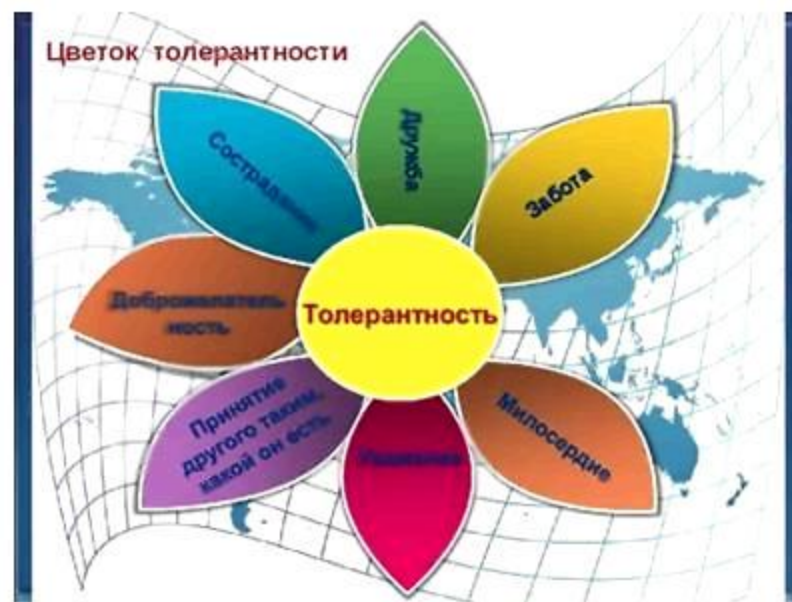 Цветок толерантности
Дружба
Сострадание
Забота
Доброжелатель
ность
Толерантность
Принятие
другого таким,
какой он есть
Милосердие